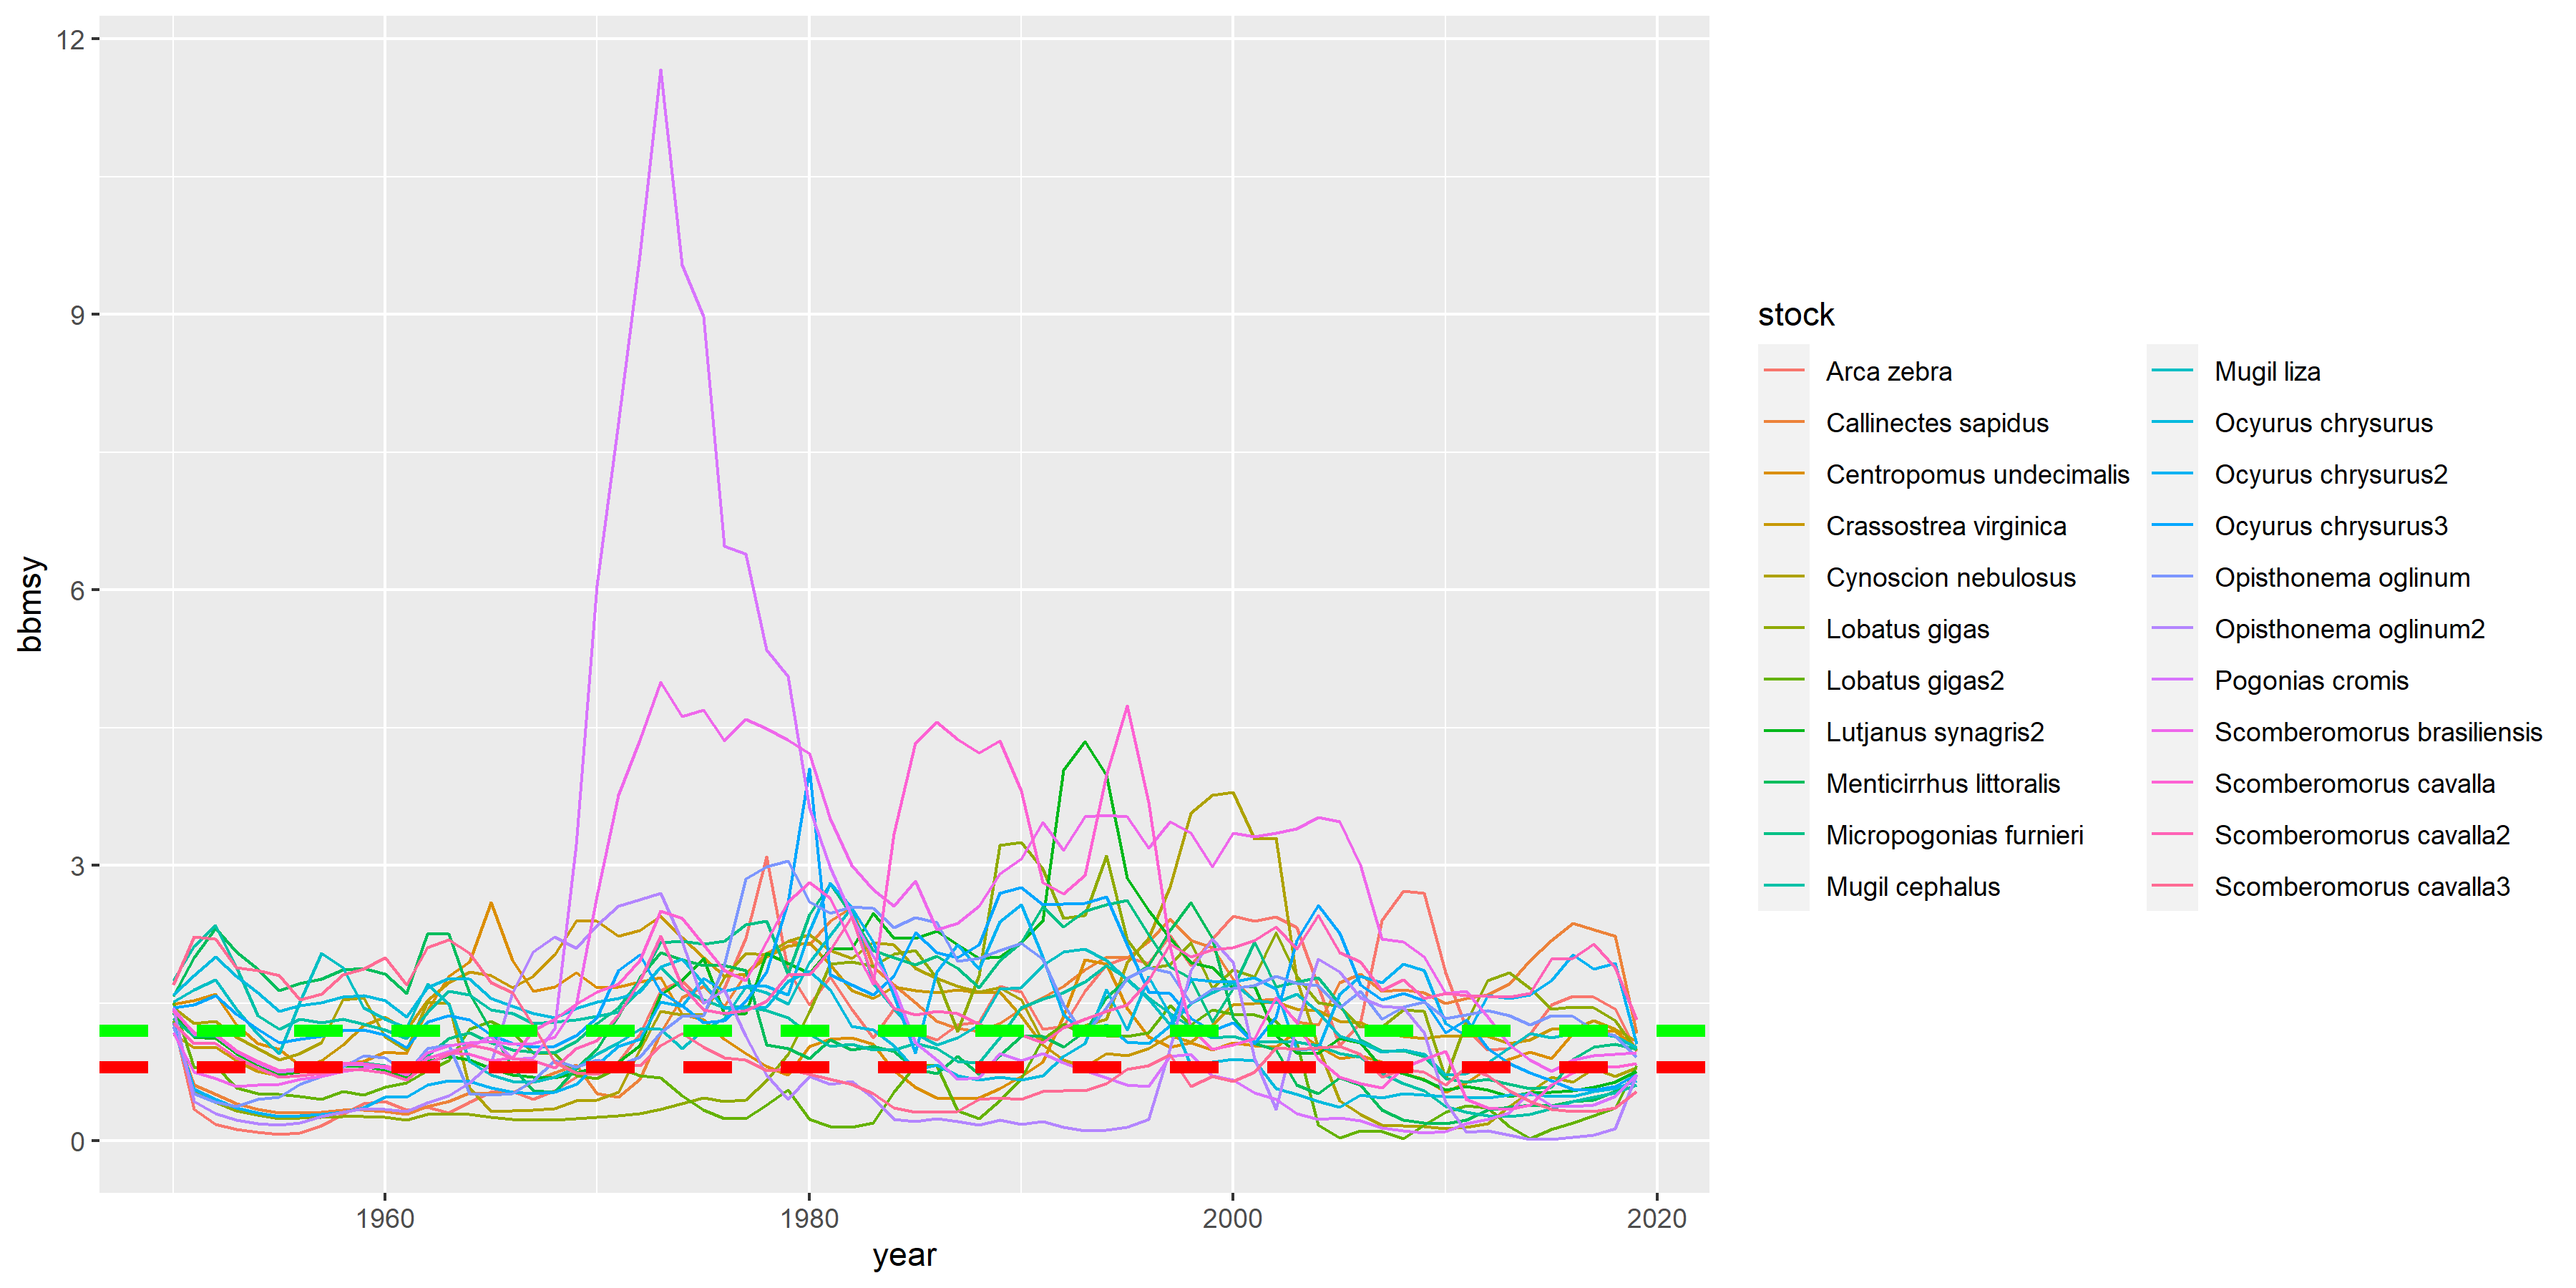 12
9
6
3
0
bbmsy
1960
1980
2000
2020
year
stock
Arca zebra
Callinectes sapidus
Centropomus undecimalis
Crassostrea virginica
Cynoscion nebulosus
Lobatus gigas
Lobatus gigas2
Lutjanus synagris2
Menticirrhus littoralis
Micropogonias furnieri
Mugil cephalus
Mugil liza
Ocyurus chrysurus
Ocyurus chrysurus2
Ocyurus chrysurus3
Opisthonema oglinum
Opisthonema oglinum2
Pogonias cromis
Scomberomorus brasiliensis
Scomberomorus cavalla
Scomberomorus cavalla2
Scomberomorus cavalla3